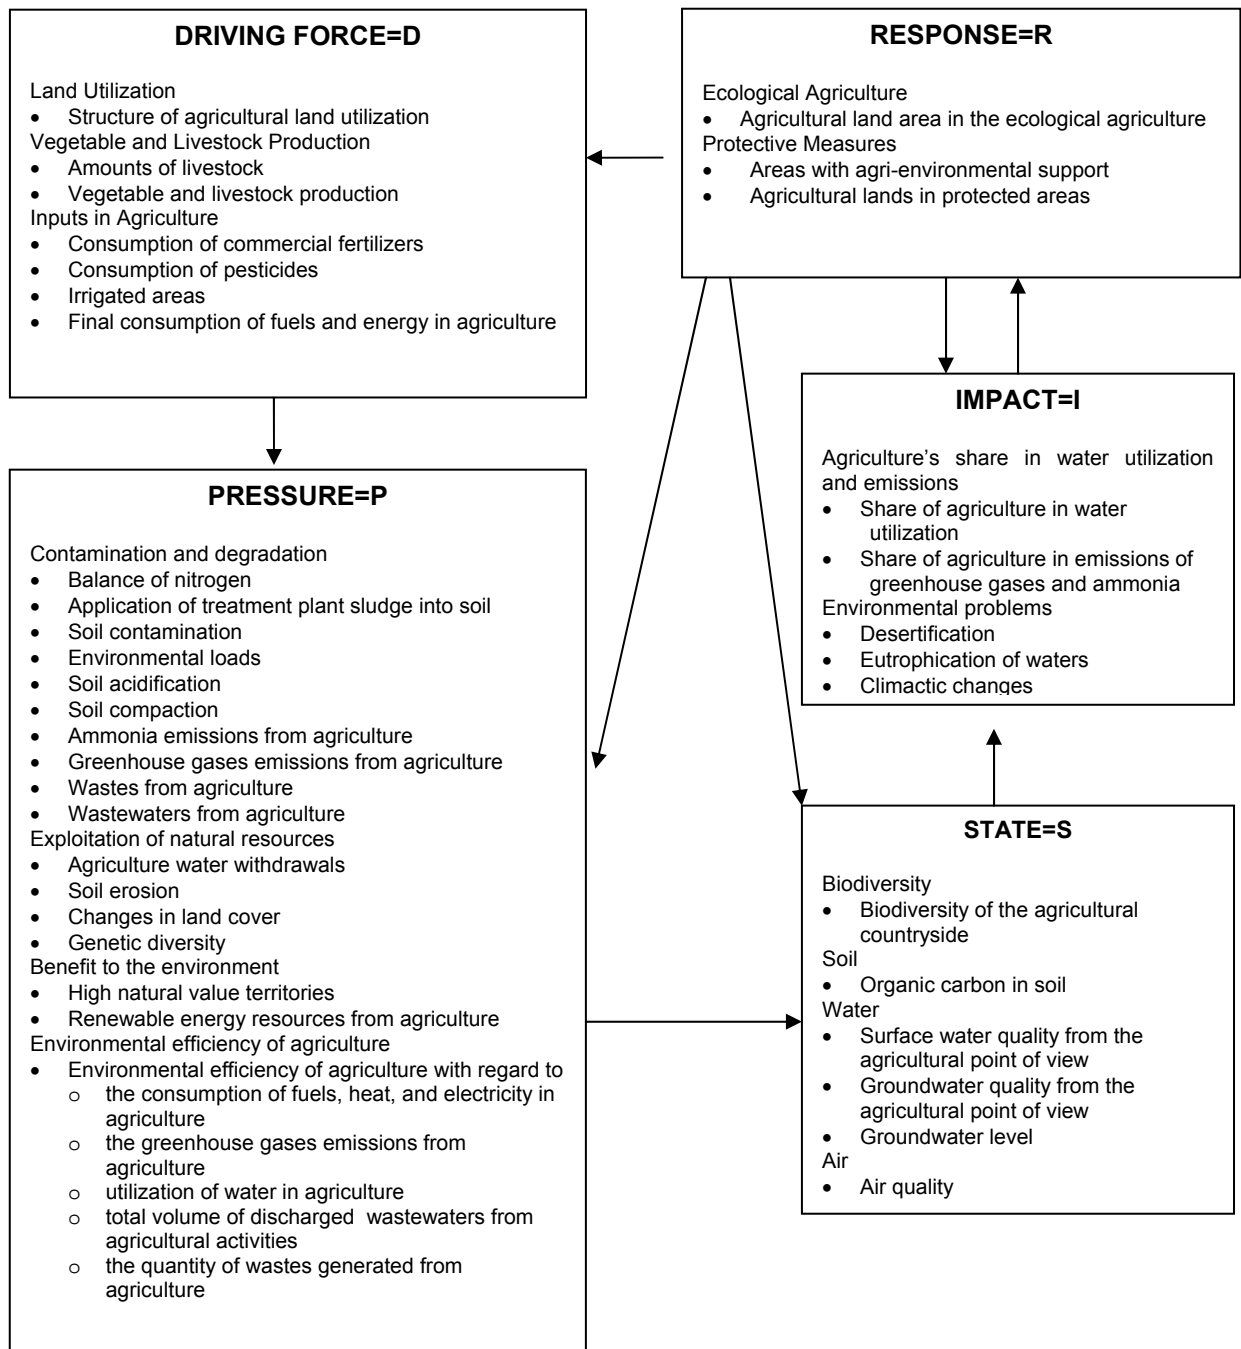 DRIVING FORCE=D
Land Utilization
• Structure of agricultural land utilization
Vegetable and Livestock Production
• Amounts of livestock
• Vegetable and livestock production
Inputs in Agriculture
• Consumption of commercial fertilizers
• Consumption of pesticides
• Irrigated areas
• Final consumption of fuels and energy in agriculture
RESPONSE=R
Ecological Agriculture
• Agricultural land area in the ecological agriculture
Protective Measures
• Areas with agri-environmental support
• Agricultural lands in protected areas
IMPACT=I
Agriculture’s share in water utilization
and emissions
• Share of agriculture in water
utilization
• Share of agriculture in emissions of
greenhouse gases and ammonia
Environmental problems
• Desertification
• Eutrophication of waters
• Climactic changes
PRESSURE=P
Contamination and degradation
• Balance of nitrogen
• Application of treatment plant sludge into soil
• Soil contamination
• Environmental loads
• Soil acidification
• Soil compaction
• Ammonia emissions from agriculture
• Greenhouse gases emissions from agriculture
• Wastes from agriculture
• Wastewaters from agriculture
Exploitation of natural resources
• Agriculture water withdrawals
• Soil erosion
• Changes in land cover
• Genetic diversity
Benefit to the environment
• High natural value territories
• Renewable energy resources from agriculture
Environmental efficiency of agriculture
• Environmental efficiency of agriculture with regard to
o the consumption of fuels, heat, and electricity in
agriculture
o the greenhouse gases emissions from
agriculture
o utilization of water in agriculture
o total volume of discharged wastewaters from
agricultural activities
o the quantity of wastes generated from
agriculture
STATE=S
Biodiversity
• Biodiversity of the agricultural
countryside
Soil
• Organic carbon in soil
Water
• Surface water quality from the
agricultural point of view
• Groundwater quality from the
agricultural point of view
• Groundwater level
Air
• Air quality